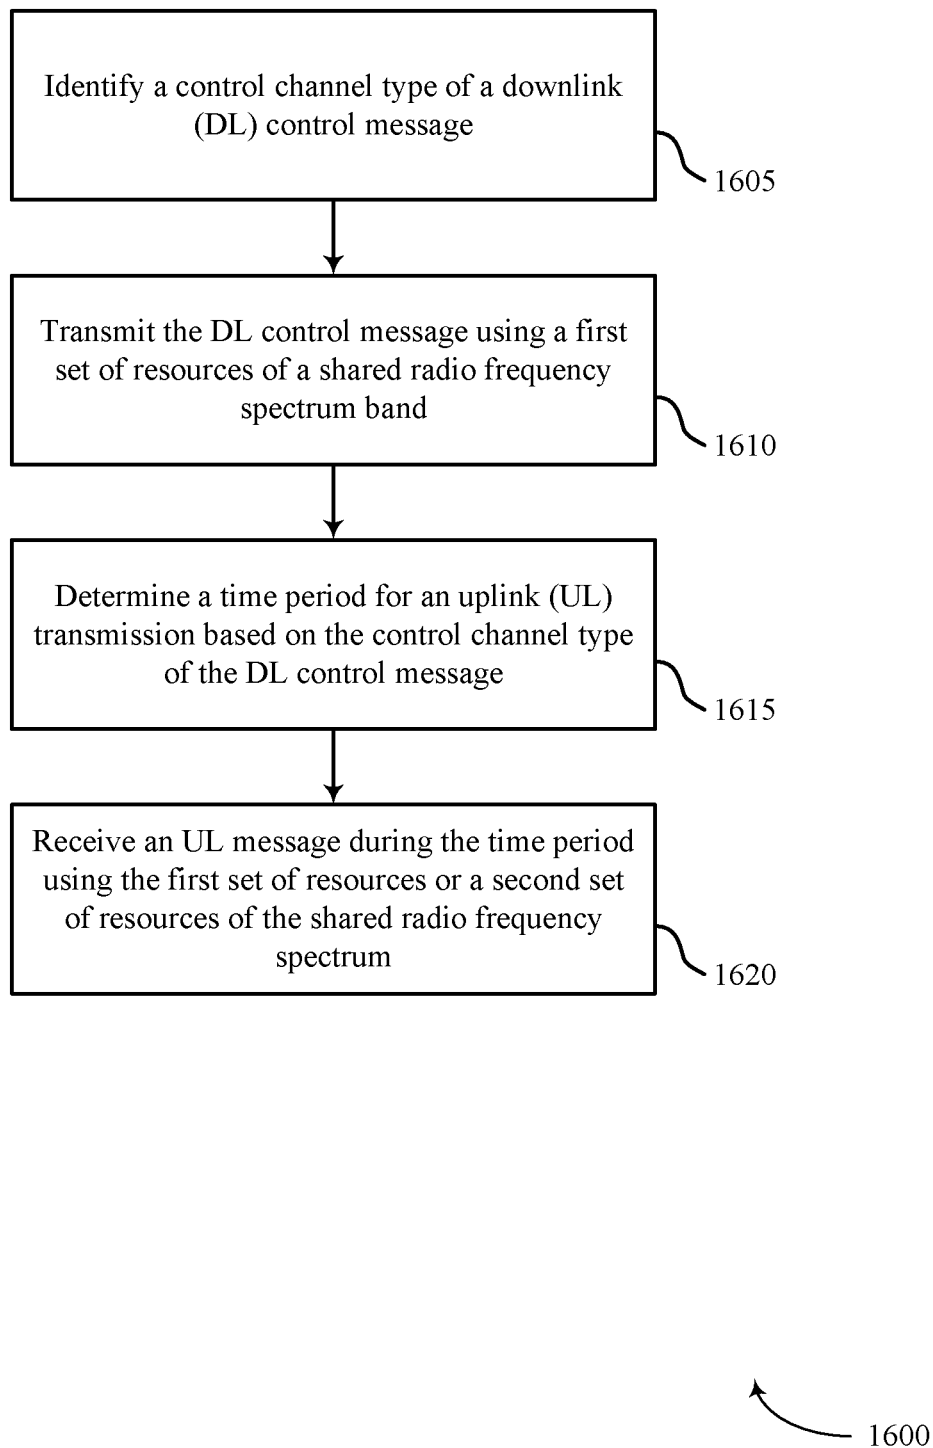 Identify a control channel type of a downlink
(DL) control message
1605
Transmit the DL control message using a first
set of resources of a shared radio frequency
spectrum band
1610
Determine a time period for an uplink (UL)
transmission based on the control channel type
of the DL control message
1615
Receive an UL message during the time period
using the first set of resources or a second set
of resources of the shared radio frequency
spectrum
1620
1600